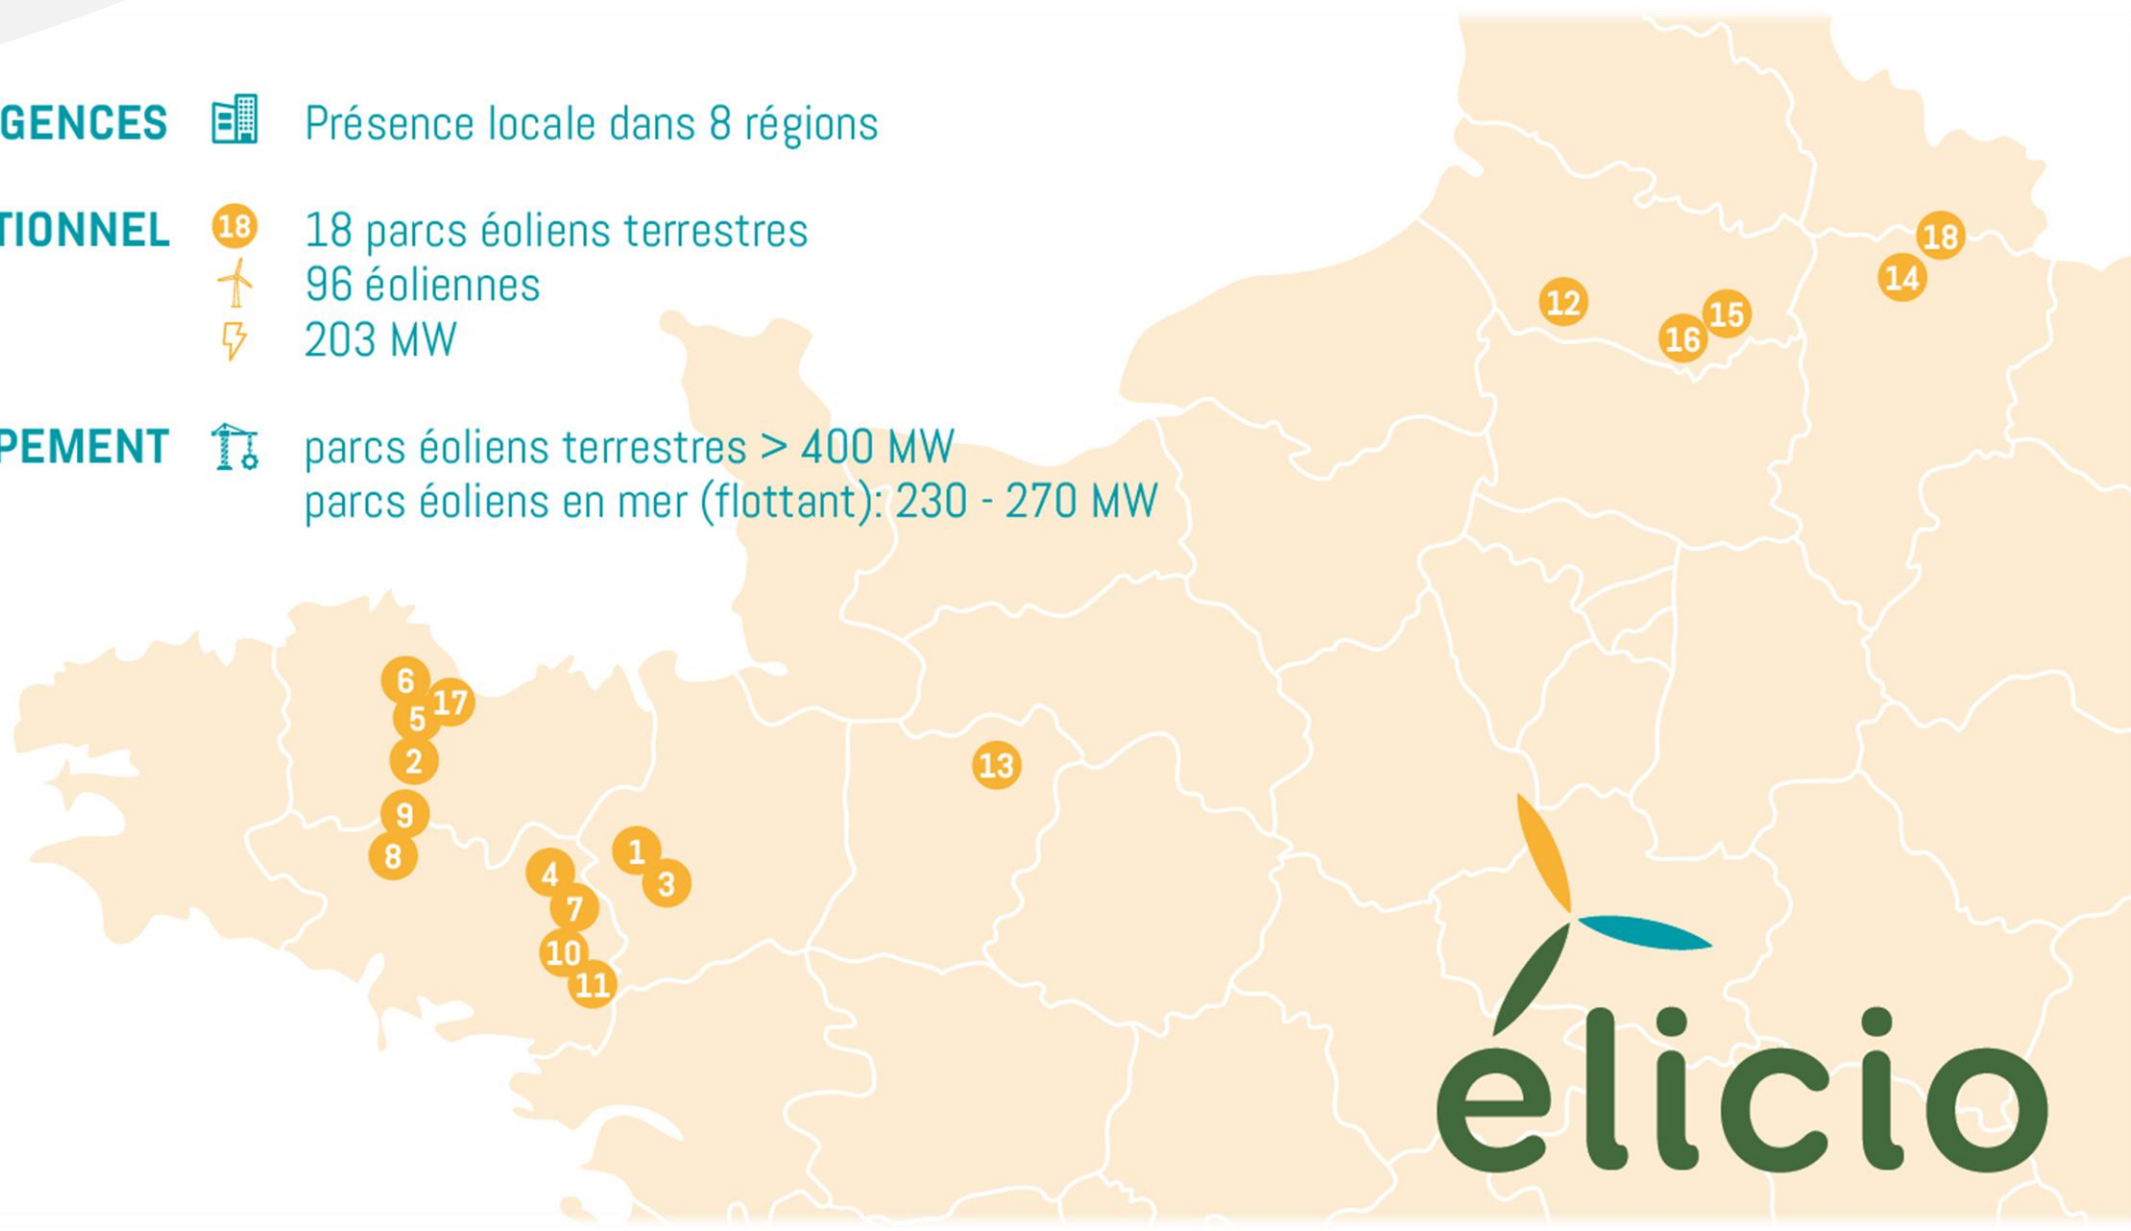 GENCES Présence locale dans 8 régions
TIONNEL 18 18 parcs éoliens terrestres
96 éoliennes
203 MW
PEMENT parcs éoliens terrestres > 400 MW
parcs éoliens en mer (flottant): 230 - 270 MW
18
14
12
15
16
6
17
5
2
13
9
8
1
4
3
7
10
11
élicio